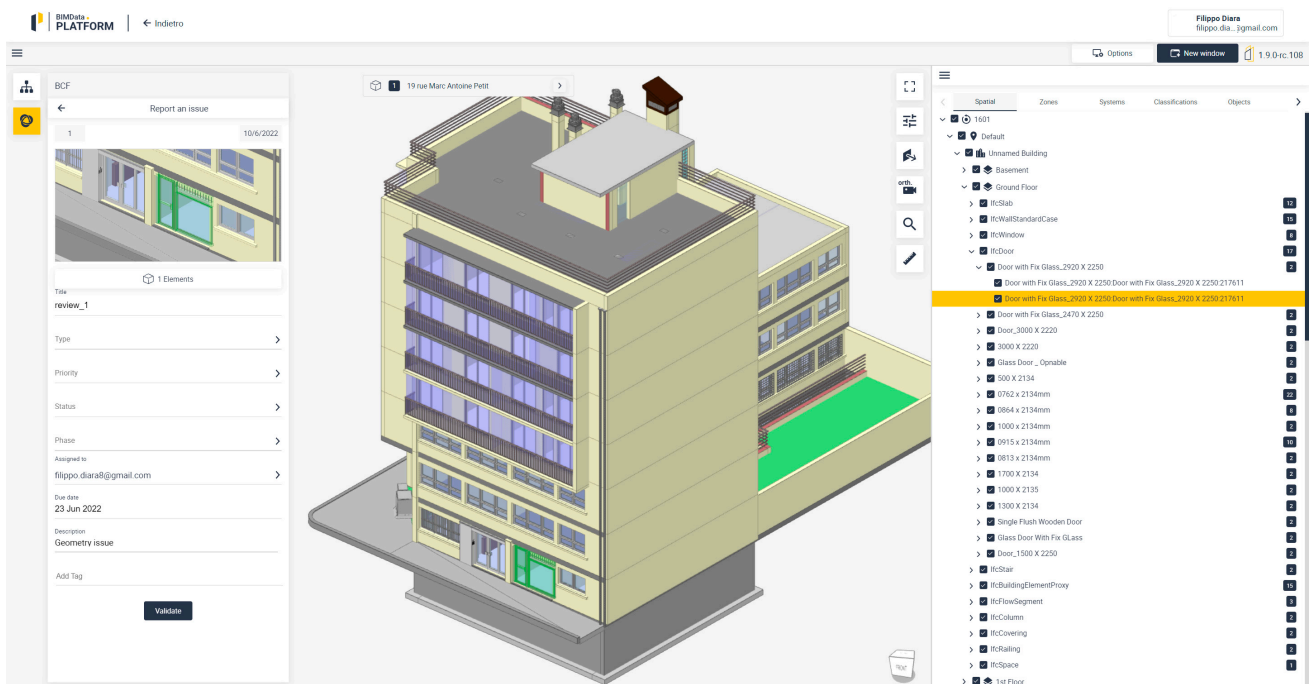 BIMData
PLATFORM
Indietro
Filippo Diara
Options
New window
1.9.0-rc.108
BCF
Report an issue
1
10/6/2022
1 Elements
Title
review_1
Type
Priority
Status
Phase
Assigned to
filippo.diara8@gmail.com
Due date
23 Jun 2022
Description
Geometry issue
Add Tag
Validate
1 19 rue Marc Antoine Petit
orth.
Spatial Zones Systems Classifications Objects
1601
Default
Unnamed Building
Basement
Ground Floor
IfcSlab 12
IfcWallStandardCase 15
IfcWindow 8
IfcDoor 17
Door with Fix Glass_2920 X 2250 2
Door with Fix Glass_2920 X 2250:Door with Fix Glass_2920 X 2250:217611
Door with Fix Glass_2920 X 2250:Door with Fix Glass_2920 X 2250:217611
Door with Fix Glass_2470 X 2250 2
Door_3000 X 2220 2
3000 X 2220 2
Glass Door _ Opnable 2
500 X 2134 2
0762 x 2134mm 22
0864 x 2134mm 8
1000 x 2134mm 2
0915 x 2134mm 10
0813 x 2134mm 2
1700 X 2134 2
1000 X 2135 2
1300 X 2134 2
Single Flush Wooden Door 2
Glass Door With Fix GLass 2
Door_1500 X 2250 2
IfcStair 2
IfcBuildingElementProxy 15
IfcFlowSegment 3
IfcColumn 2
IfcCovering 2
IfcRailing 2
IfcSpace 1
1st Floor